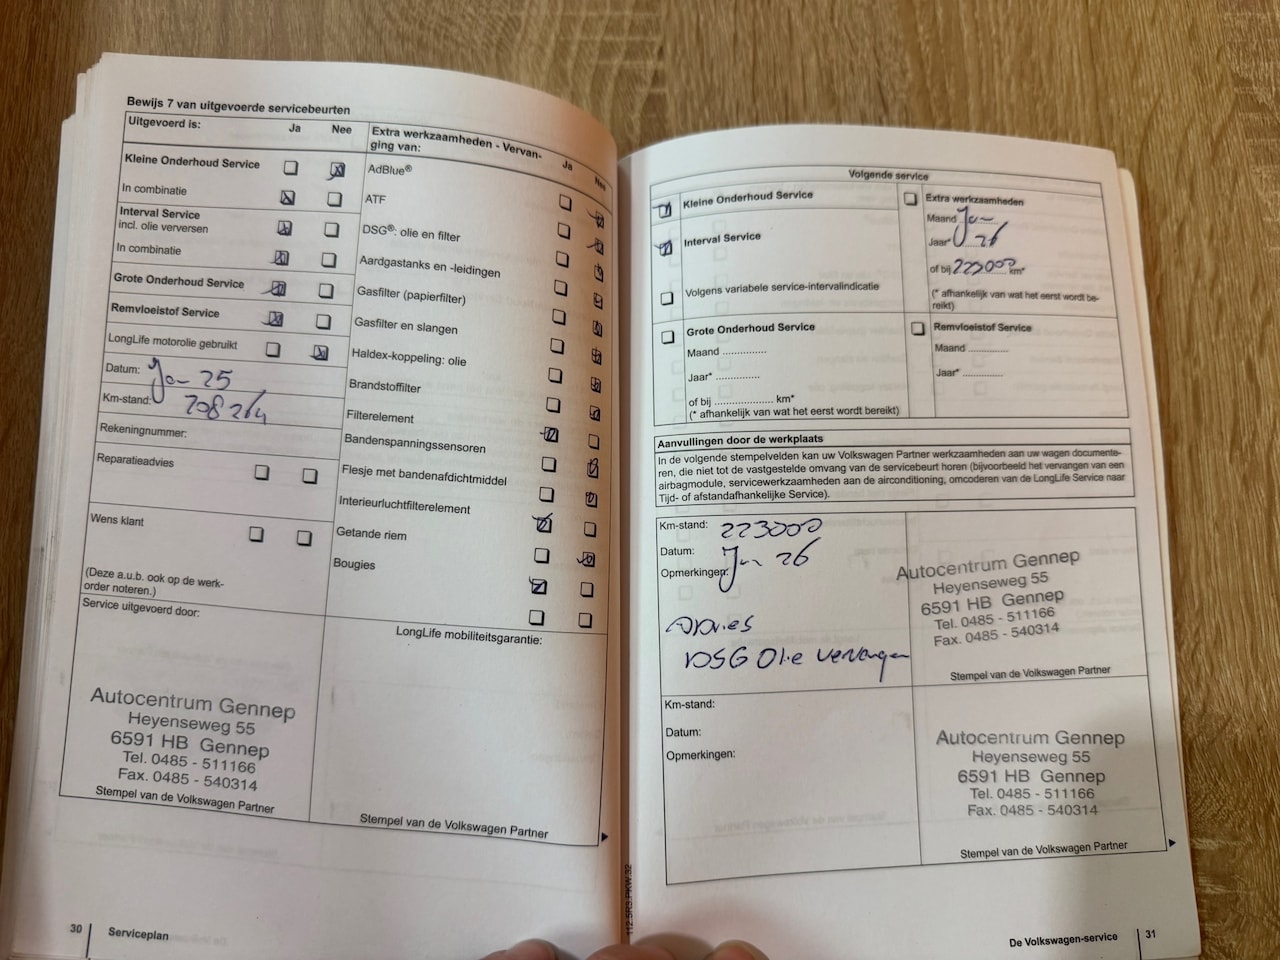 Bewijs 7 van uitgevoerde servicebeurten
Uitgevoerd is: Ja Nee
Kleine Onderhoud Service
In combinatie
Interval Service
incl. olie verversen
In combinatie
Grote Onderhoud Service
Remvloeistof Service
LongLife motorolie gebruikt
Datum: Jan 25
Km-stand: 208264
Rekeningnummer:
Reparatieadvies
Wens klant
(Deze a.u.b. ook op de werk-
order noteren.)
Service uitgevoerd door:
Autocentrum Gennep
Heyenseweg 55
6591 HB Gennep
Tel. 0485 - 511166
Fax. 0485 - 540314
Stempel van de Volkswagen Partner
Extra werkzaamheden - Vervan-
ging van: Ja Nee
AdBlue®
ATF
DSG®: olie en filter
Aardgastanks en -leidingen
Gasfilter (papierfilter)
Gasfilter en slangen
Haldex-koppeling: olie
Brandstoffilter
Filterelement
Bandenspanningssensoren
Flesje met bandenafdichtmiddel
Interieurluchtfilterelement
Getande riem
Bougies
LongLife mobiliteitsgarantie:
Stempel van de Volkswagen Partner
30 Serviceplan
112.5R3.PKW.32
Volgende service
Kleine Onderhoud Service
Interval Service
Volgens variabele service-intervalindicatie
Extra werkzaamheden
Maand Jan
Jaar* 26
of bij 223000 km*
(* afhankelijk van wat het eerst wordt be-
reikt)
Grote Onderhoud Service
Maand ..............
Jaar* ..............
of bij .................... km*
(* afhankelijk van wat het eerst wordt bereikt)
Remvloeistof Service
Maand ..............
Jaar* ..............
Aanvullingen door de werkplaats
In de volgende stempelvelden kan uw Volkswagen Partner werkzaamheden aan uw wagen documente-
ren, die niet tot de vastgestelde omvang van de servicebeurt horen (bijvoorbeeld het vervangen van een
airbagmodule, servicewerkzaamheden aan de airconditioning, omcoderen van de LongLife Service naar
Tijd- of afstandafhankelijke Service).
Km-stand: 223000
Datum: Jan 26
Opmerkingen:
Advies
DSG Olie vervangen
Autocentrum Gennep
Heyenseweg 55
6591 HB Gennep
Tel. 0485 - 511166
Fax. 0485 - 540314
Stempel van de Volkswagen Partner
Km-stand:
Datum:
Opmerkingen:
Autocentrum Gennep
Heyenseweg 55
6591 HB Gennep
Tel. 0485 - 511166
Fax. 0485 - 540314
Stempel van de Volkswagen Partner
De Volkswagen-service 31